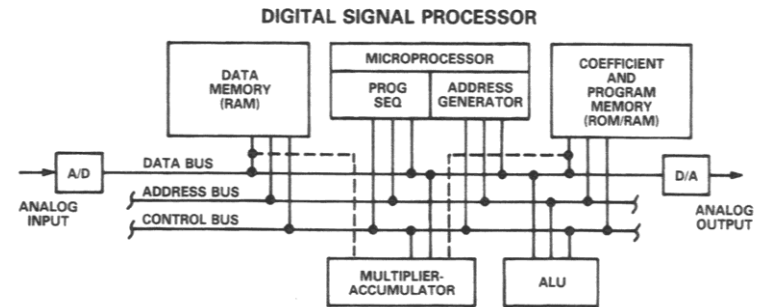 DIGITAL SIGNAL PROCESSOR
DATA
MEMORY
(RAM)
MICROPROCESSOR
PROG
SEQ
ADDRESS
GENERATOR
COEFFICIENT
AND
PROGRAM
MEMORY
(ROM/RAM)
A/D
DATA BUS
D/A
ANALOG
INPUT
ADDRESS BUS
ANALOG
OUTPUT
CONTROL BUS
MULTIPLIER-
ACCUMULATOR
ALU